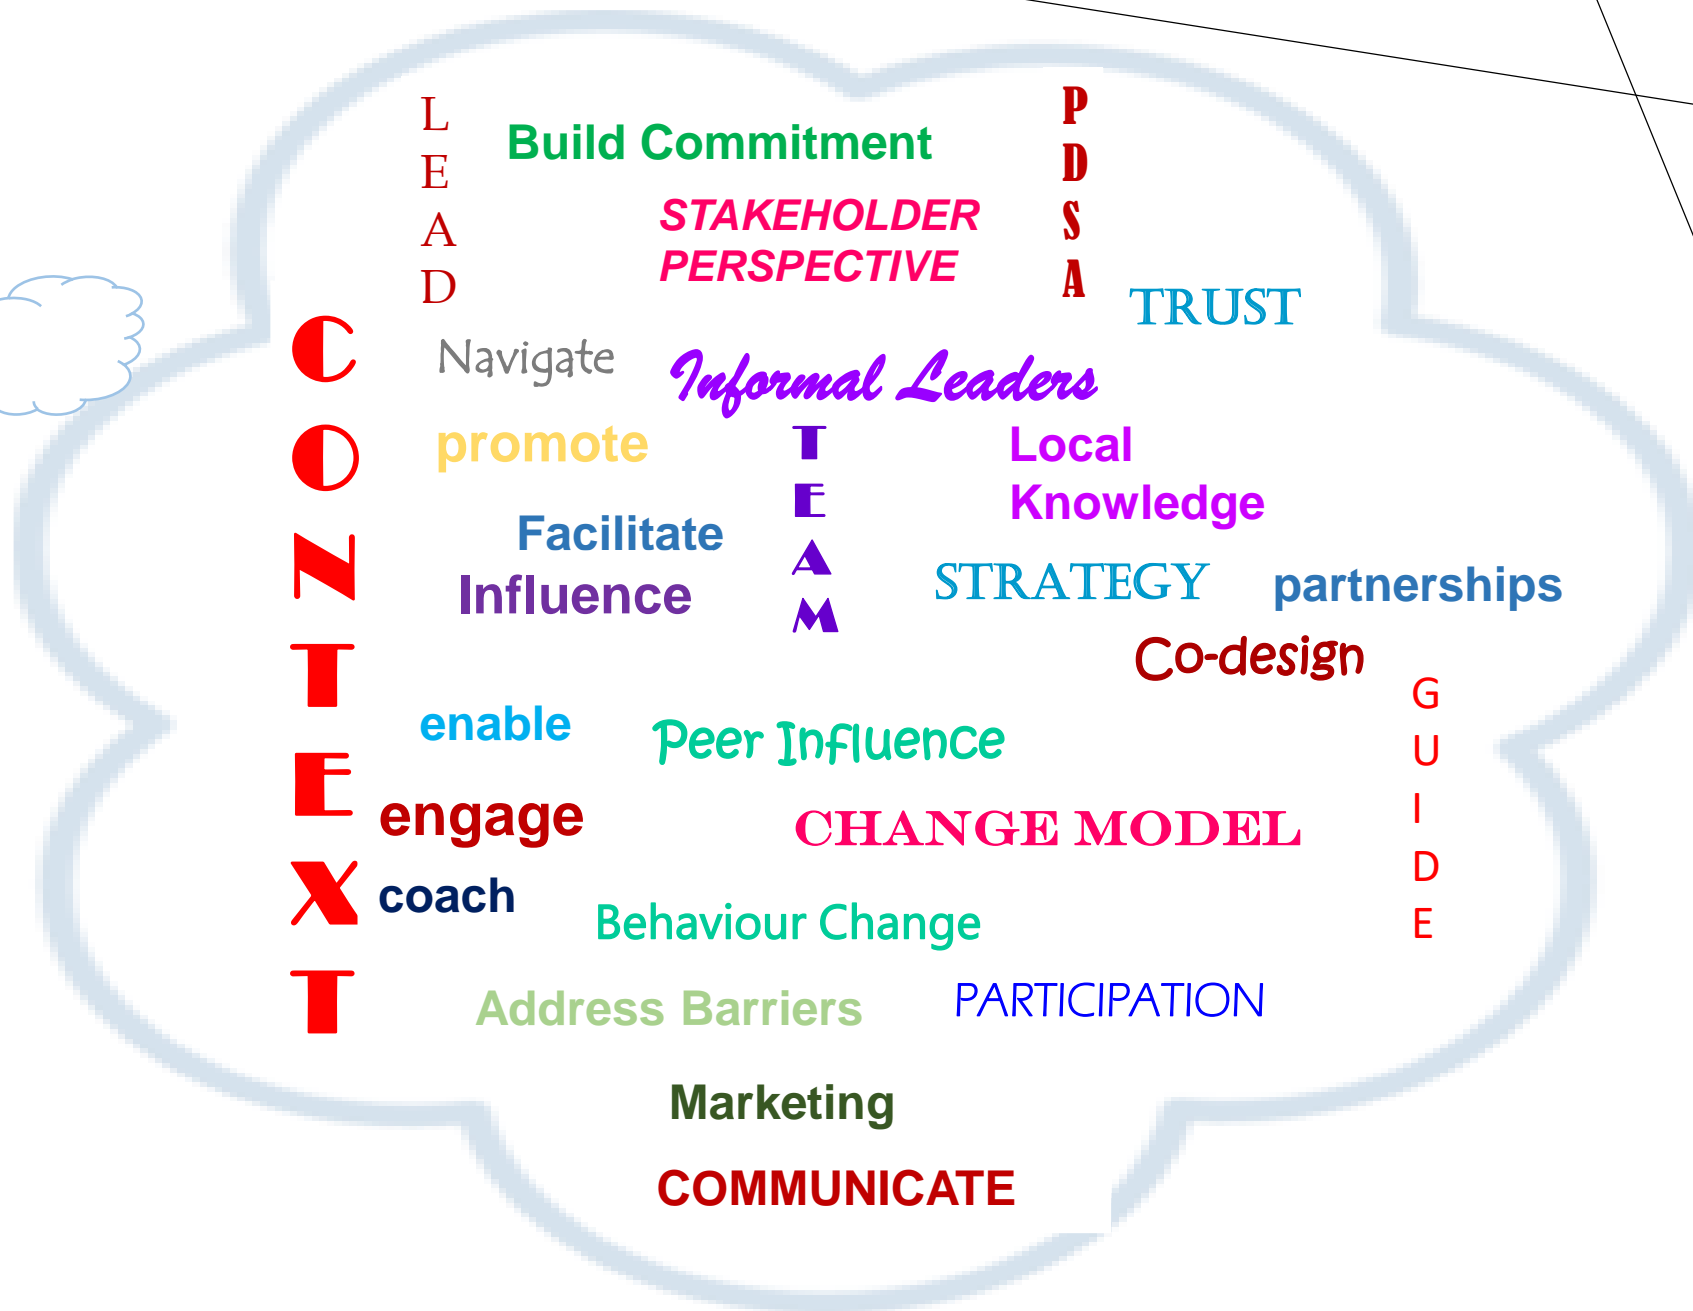 LEAD
Build Commitment
PDSA
STAKEHOLDER
PERSPECTIVE
TRUST
CONTEXT
Navigate
Informal Leaders
promote
TEAM
Local
Knowledge
Facilitate
Influence
STRATEGY
partnerships
Co-design
GUIDE
enable
Peer Influence
engage
CHANGE MODEL
coach
Behaviour Change
Address Barriers
PARTICIPATION
Marketing
COMMUNICATE